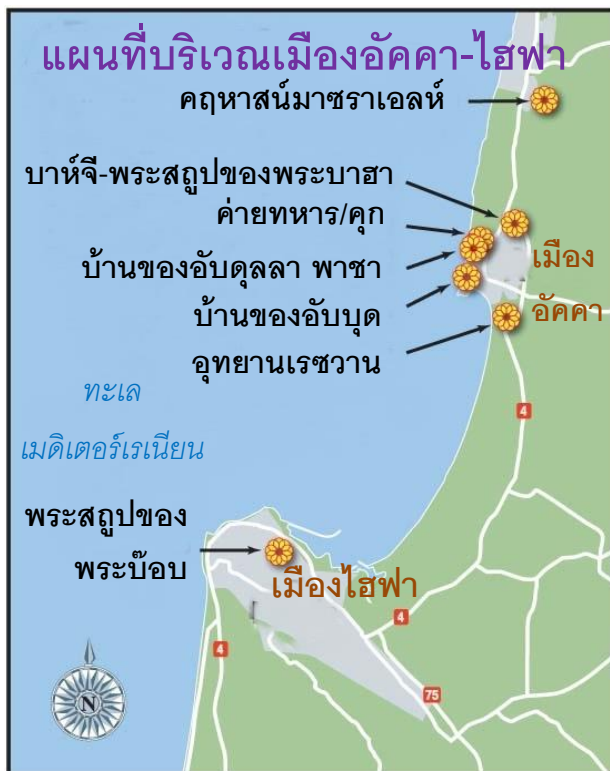 แผนที่บริเวณเมืองอัคคา-ไฮฟา
คฤหาสน์มาซราเอลห์
บาห์จี-พระสถูปของพระบาฮา
ค่ายทหาร/คุก
บ้านของอับดุลลา พาชา
บ้านของอับบุด
อุทยานเรซวาน
เมือง
อัคคา
ทะเล
เมดิเตอร์เรเนียน
4
พระสถูปของ
พระบ๊อบ
เมืองไฮฟา
4
4
75
N